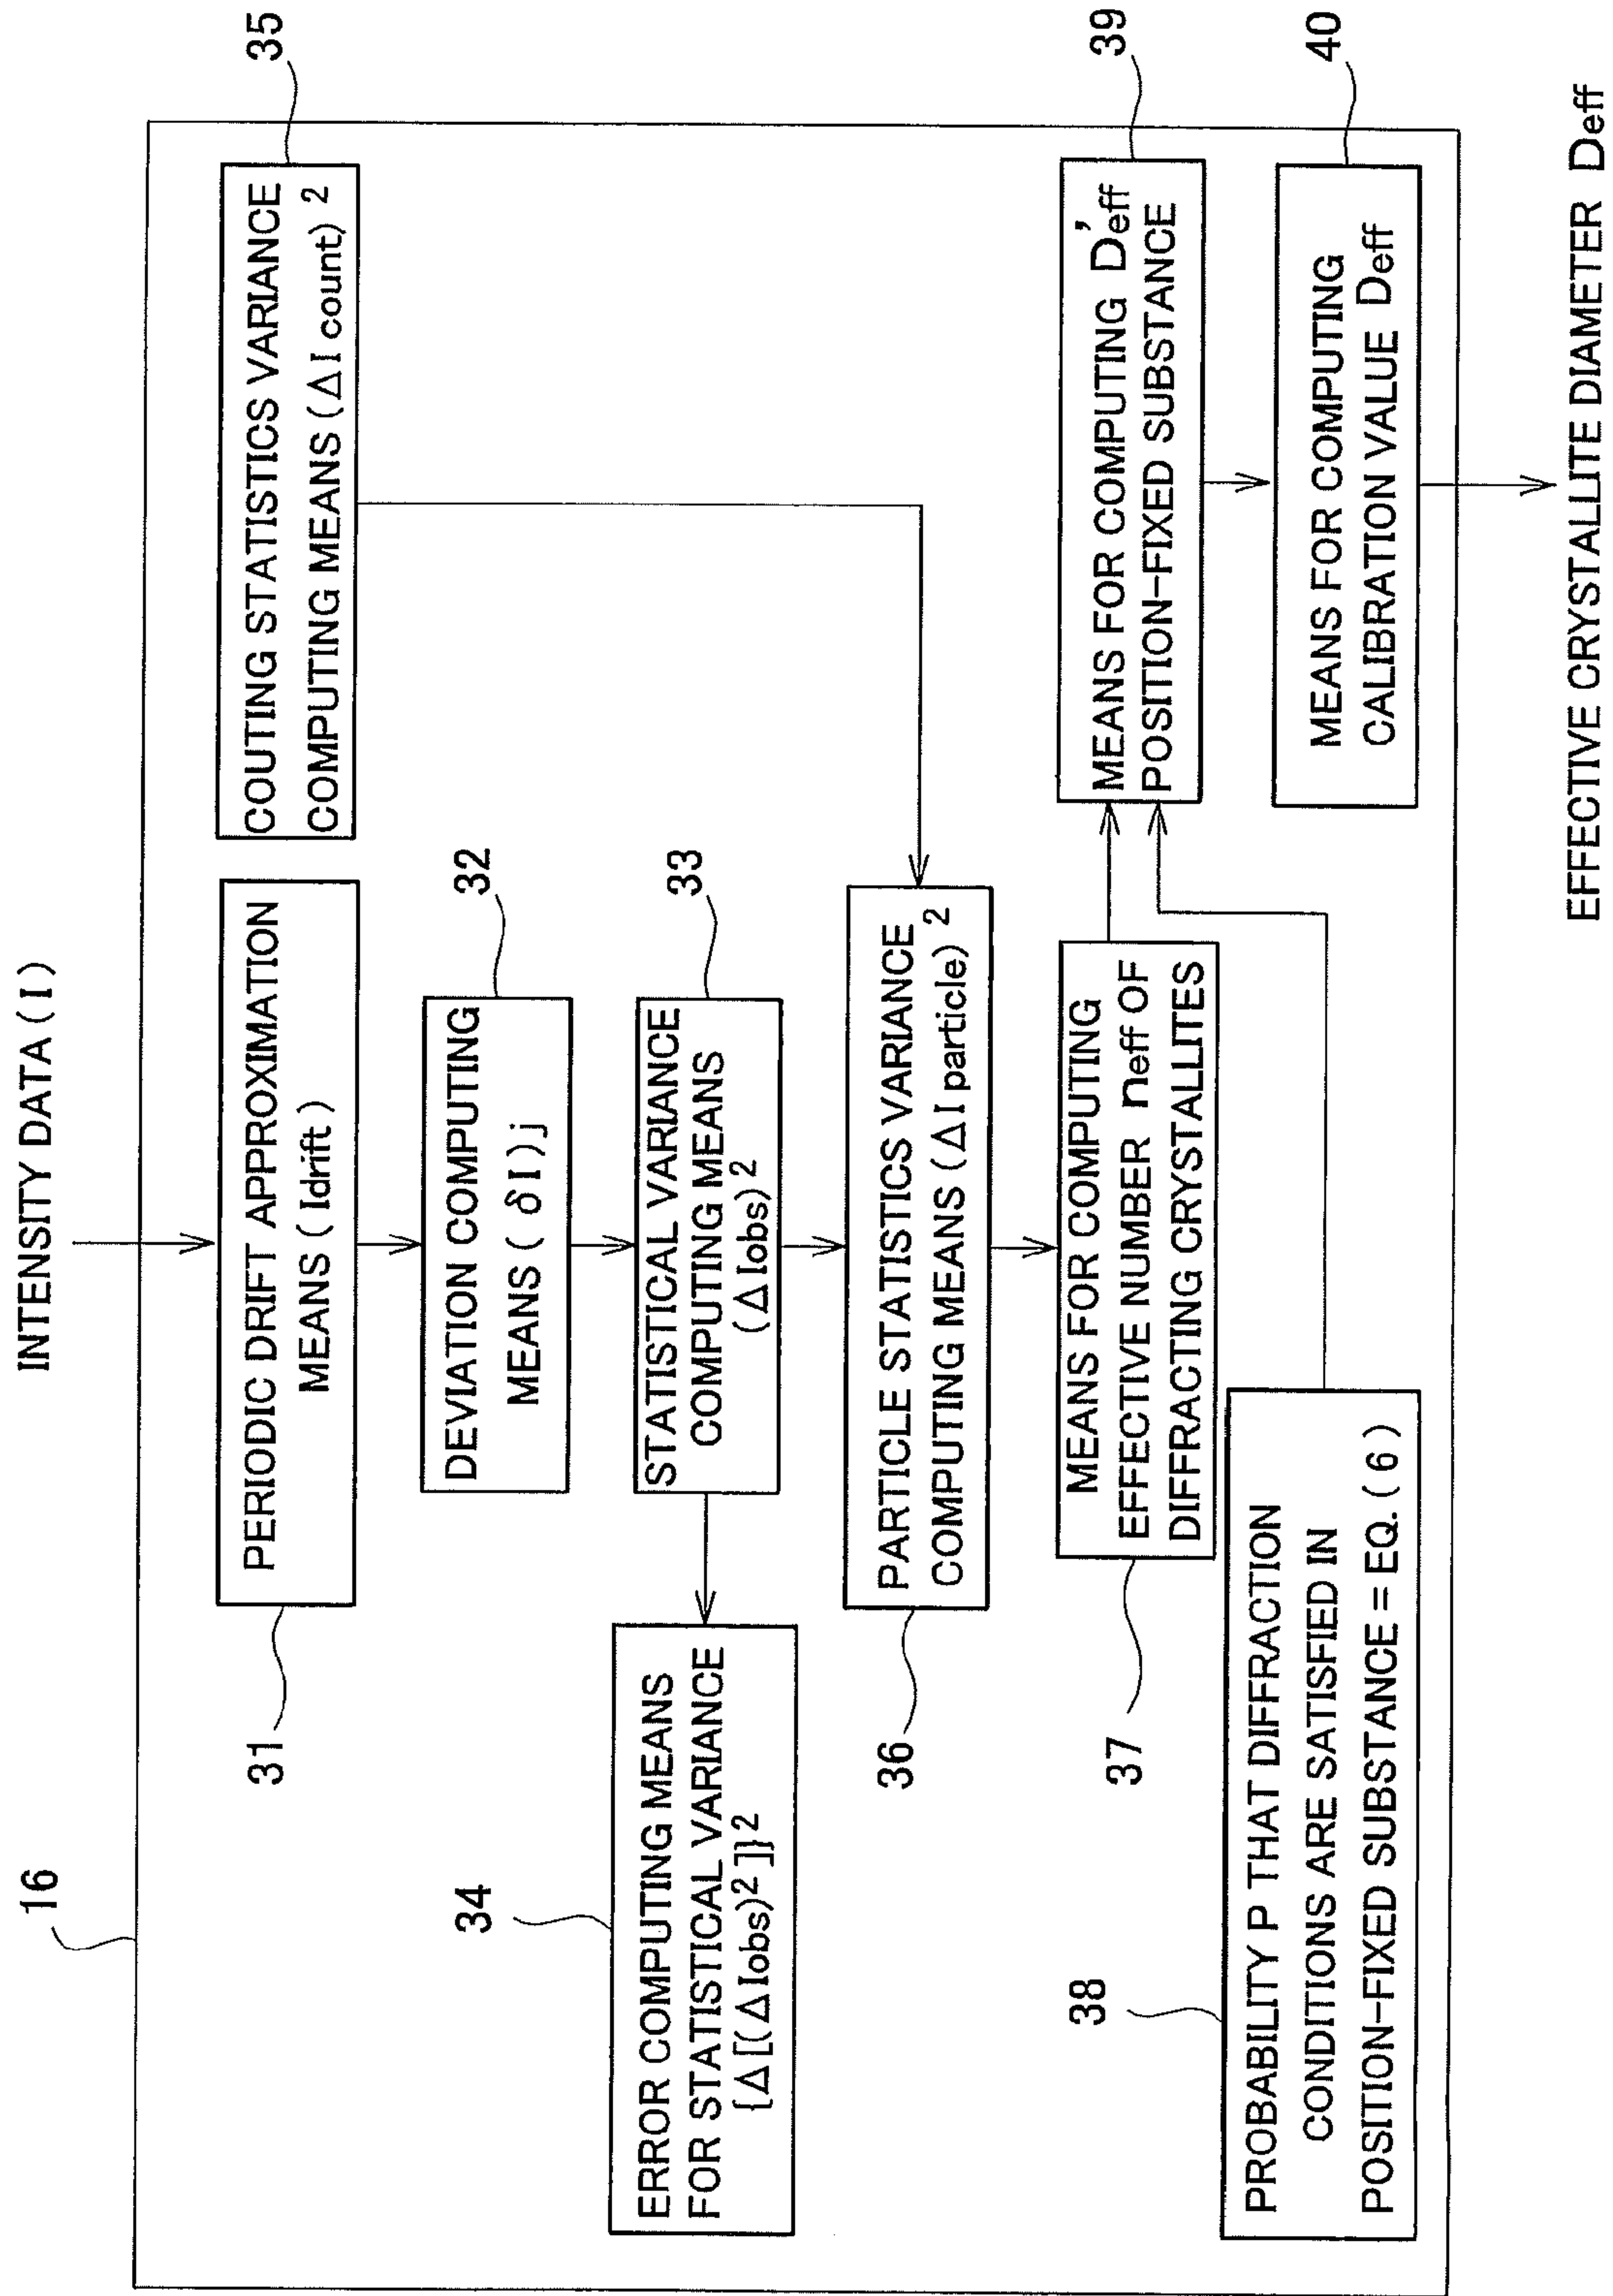 INTENSITY DATA (I)
16
PERIODIC DRIFT APPROXIMATION
MEANS (Idrift)
31
COUTING STATISTICS VARIANCE
COMPUTING MEANS (ΔI count)²
35
DEVIATION COMPUTING
MEANS (δI)j
32
STATISTICAL VARIANCE
COMPUTING MEANS
(ΔIobs)²
33
34
ERROR COMPUTING MEANS
FOR STATISTICAL VARIANCE
{Δ[(ΔIobs)²]}²
PARTICLE STATISTICS VARIANCE
COMPUTING MEANS (ΔI particle)²
36
MEANS FOR COMPUTING
EFFECTIVE NUMBER neff OF
DIFFRACTING CRYSTALLITES
37
38
PROBABILITY P THAT DIFFRACTION
CONDITIONS ARE SATISFIED IN
POSITION-FIXED SUBSTANCE = EQ. (6)
MEANS FOR COMPUTING D'eff
POSITION-FIXED SUBSTANCE
39
MEANS FOR COMPUTING
CALIBRATION VALUE Deff
40
EFFECTIVE CRYSTALLITE DIAMETER Deff